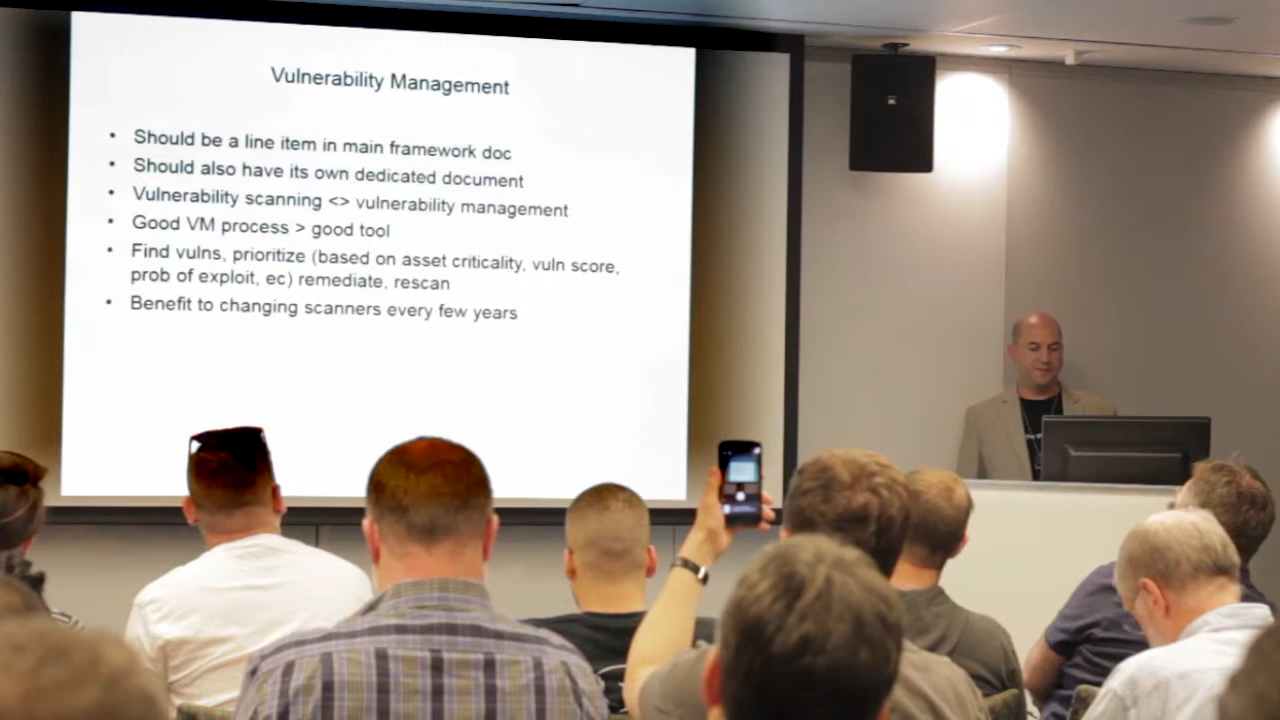 Vulnerability Management
• Should be a line item in main framework doc
• Should also have its own dedicated document
• Vulnerability scanning <> vulnerability management
• Good VM process > good tool
• Find vulns, prioritize (based on asset criticality, vuln score,
prob of exploit, ec) remediate, rescan
• Benefit to changing scanners every few years